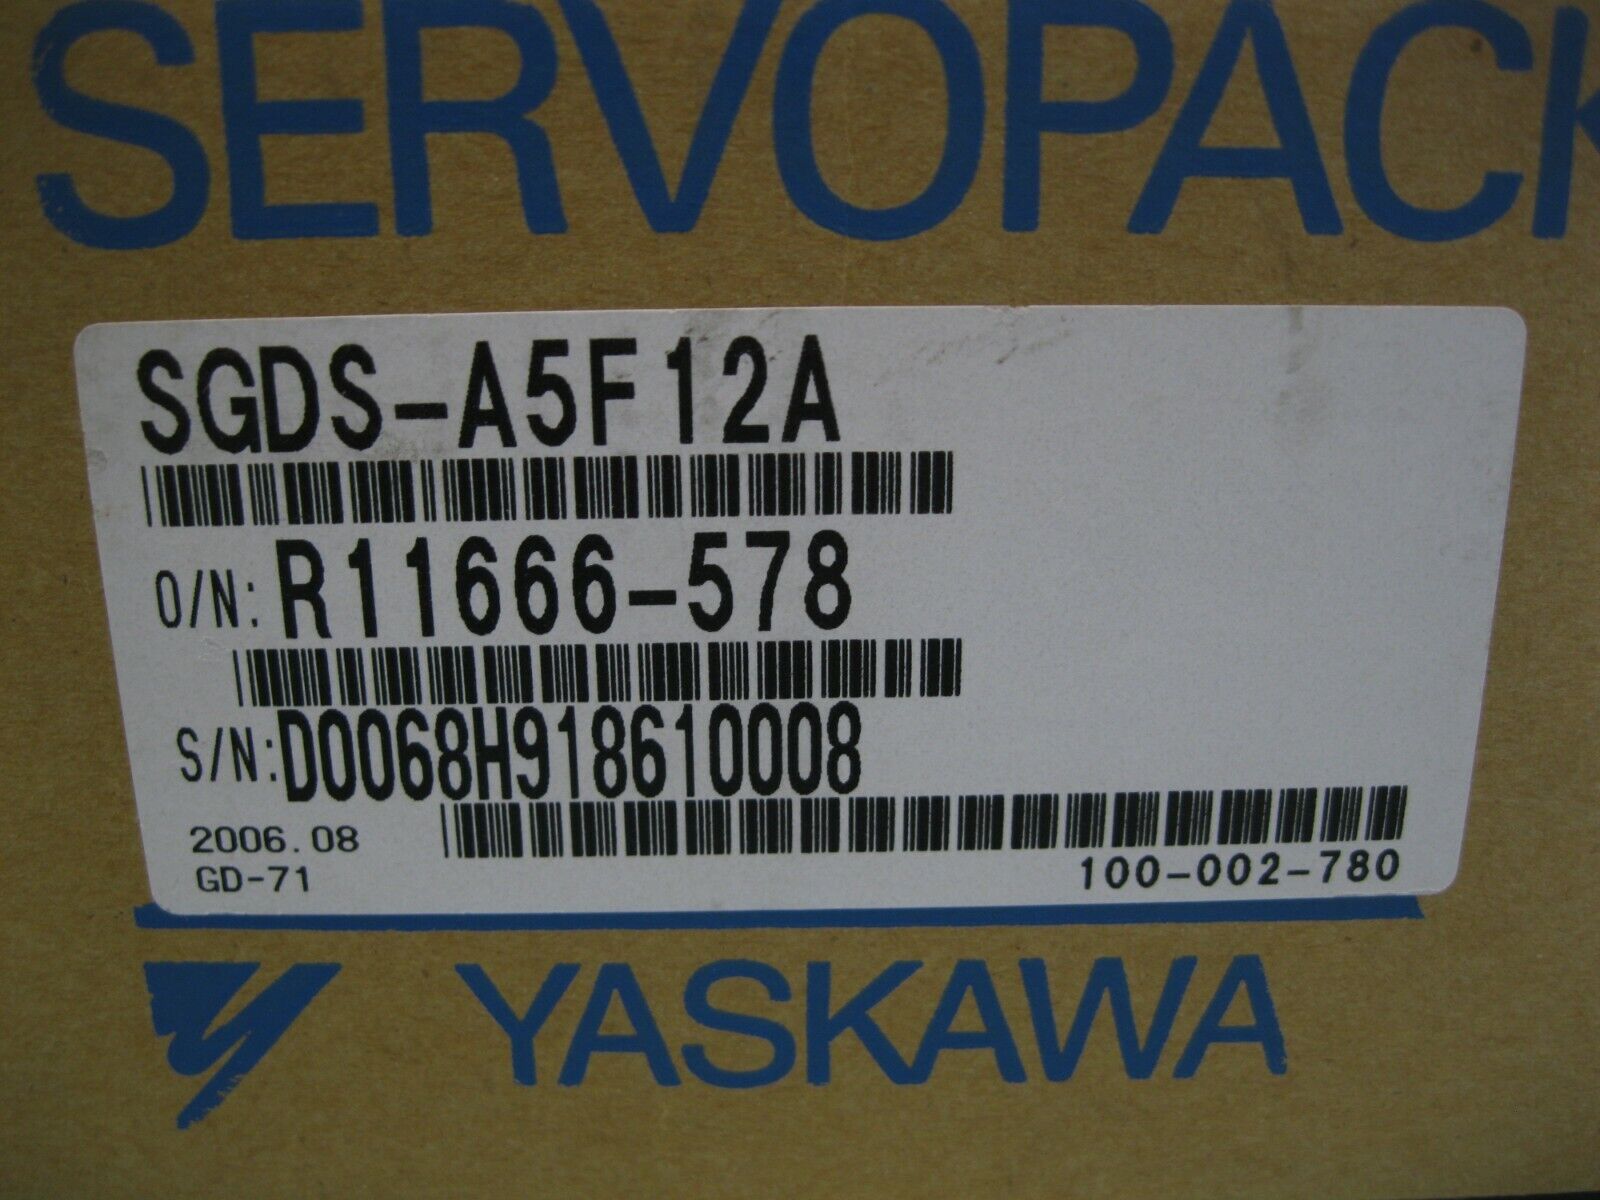 SERVOPACK
SGDS-A5F12A
O/N: R11666-578
S/N: D0068H918610008
2006.08
GD-71
100-002-780
YASKAWA